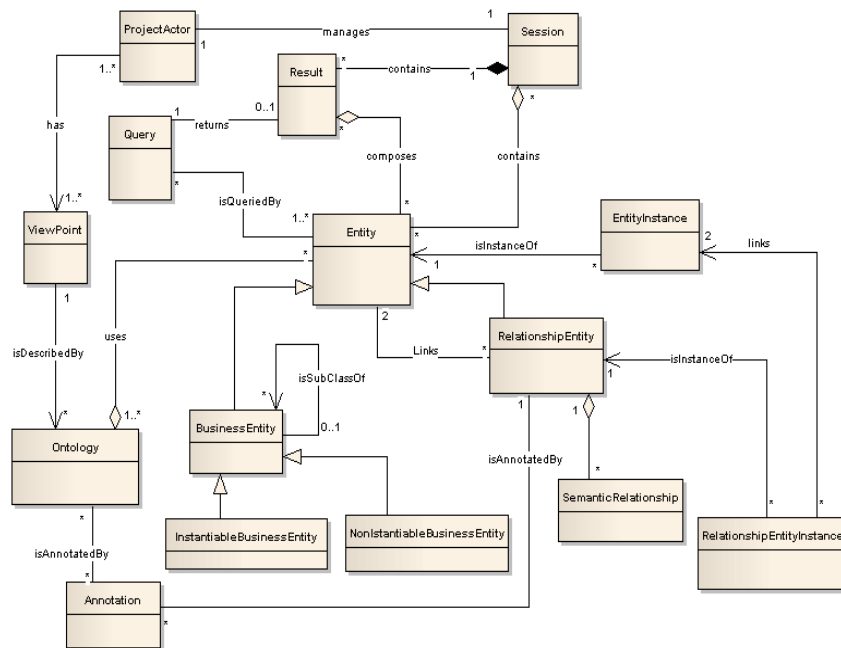 ProjectActor
1
manages
1
Session
1..*
Result
*
contains
1
*
has
Query
1
returns
0..1
*
composes
contains
*
isQueriedBy
1..*
*
*
1..*
ViewPoint
Entity
EntityInstance
1
*
isInstanceOf
1
*
2
links
2
uses
isDescribedBy
Links
*
RelationshipEntity
isInstanceOf
1
isSubClassOf
*
0..1
BusinessEntity
*
1..*
1
1
Ontology
isAnnotatedBy
*
SemanticRelationship
*
InstantiableBusinessEntity
NonIstantiableBusinessEntity
*
*
RelationshipEntityInstance
isAnnotatedBy
*
Annotation
*